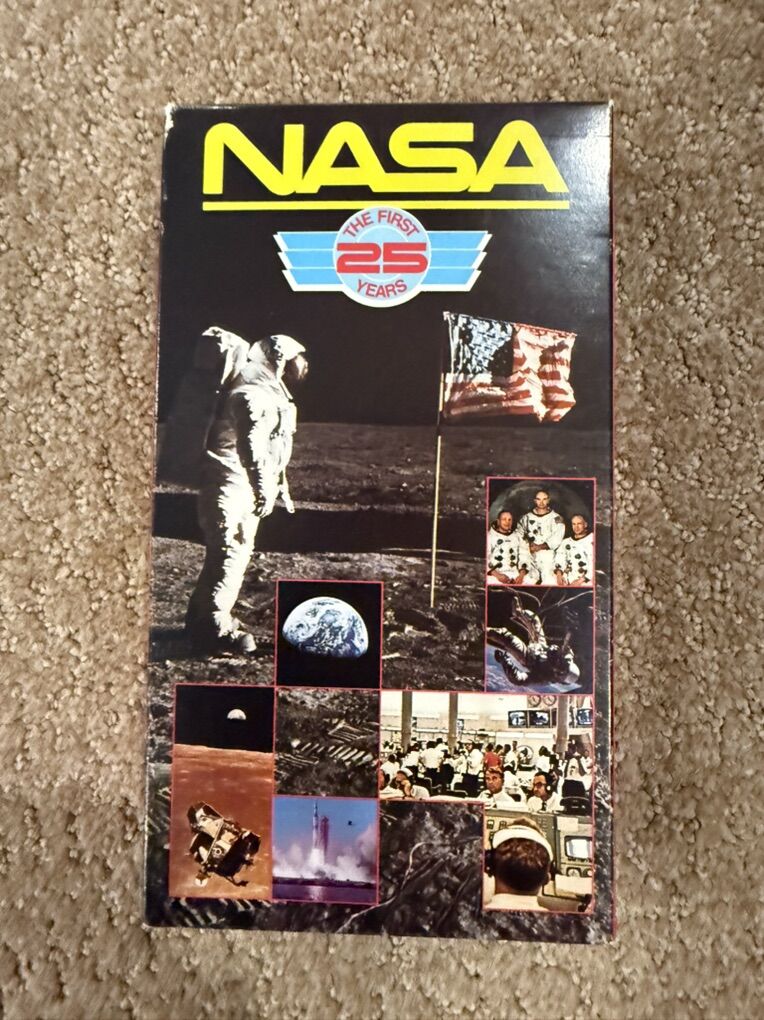 NASA
THE FIRST
25
YEARS